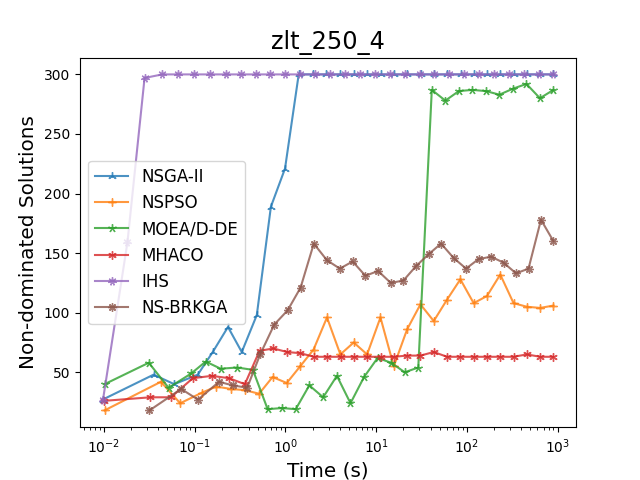 zlt_250_4
Non-dominated Solutions
300
250
200
150
100
50
NSGA-II
NSPSO
MOEA/D-DE
MHACO
IHS
NS-BRKGA
10⁻² 10⁻¹ 10⁰ 10¹ 10² 10³
Time (s)